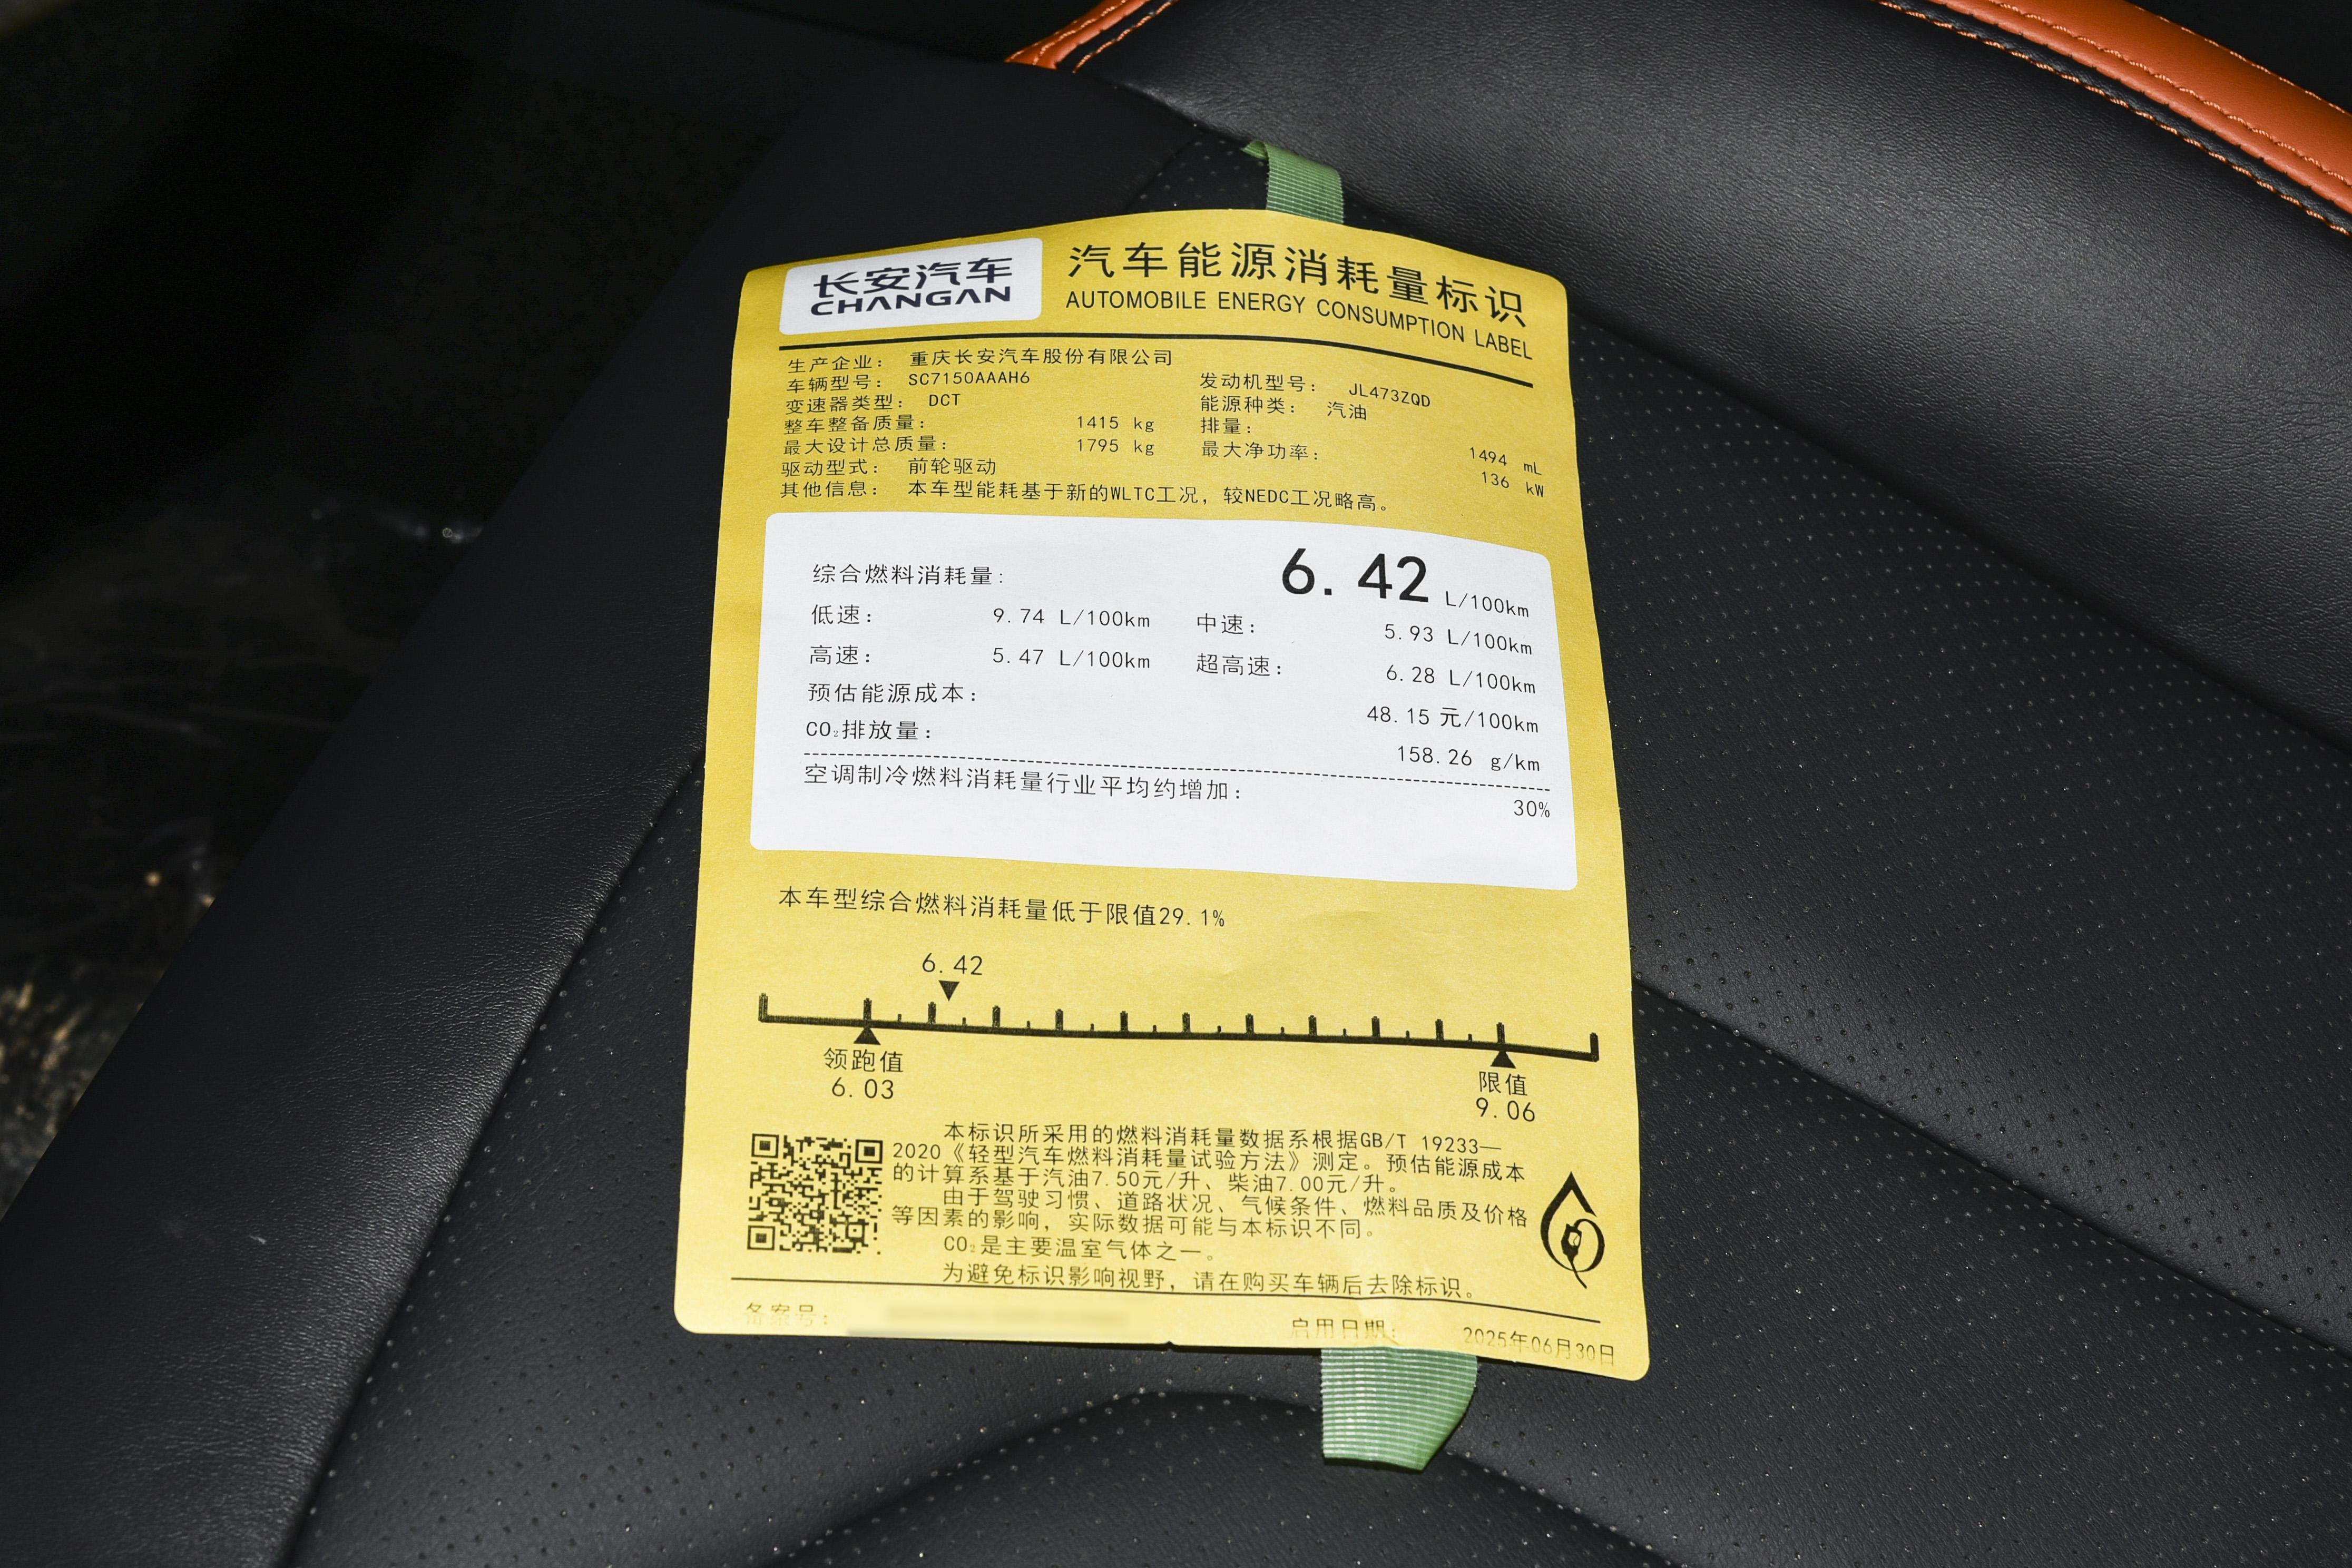 长安汽车
CHANGAN
汽车能源消耗量标识
AUTOMOBILE ENERGY CONSUMPTION LABEL
生产企业： 重庆长安汽车股份有限公司
车辆型号： SC7150AAAH6 发动机型号： JL473ZQD
变速器类型： DCT 能源种类： 汽油
整车整备质量： 1415 kg 排量： 1494 mL
最大设计总质量： 1795 kg 最大净功率： 136 kW
驱动型式： 前轮驱动
其他信息： 本车型能耗基于新的WLTC工况，较NEDC工况略高。
综合燃料消耗量： 6.42 L/100km
低速： 9.74 L/100km 中速： 5.93 L/100km
高速： 5.47 L/100km 超高速： 6.28 L/100km
预估能源成本： 48.15 元/100km
CO₂排放量： 158.26 g/km
空调制冷燃料消耗量行业平均约增加： 30%
本车型综合燃料消耗量低于限值29.1%
6.42
领跑值
6.03
限值
9.06
本标识所采用的燃料消耗量数据系根据GB/T 19233—
2020《轻型汽车燃料消耗量试验方法》测定。预估能源成本
的计算系基于汽油7.50元/升、柴油7.00元/升。
由于驾驶习惯、道路状况、气候条件、燃料品质及价格
等因素的影响，实际数据可能与本标识不同。
CO₂是主要温室气体之一。
为避免标识影响视野，请在购买车辆后去除标识。
备案号： 启用日期： 2025年06月30日